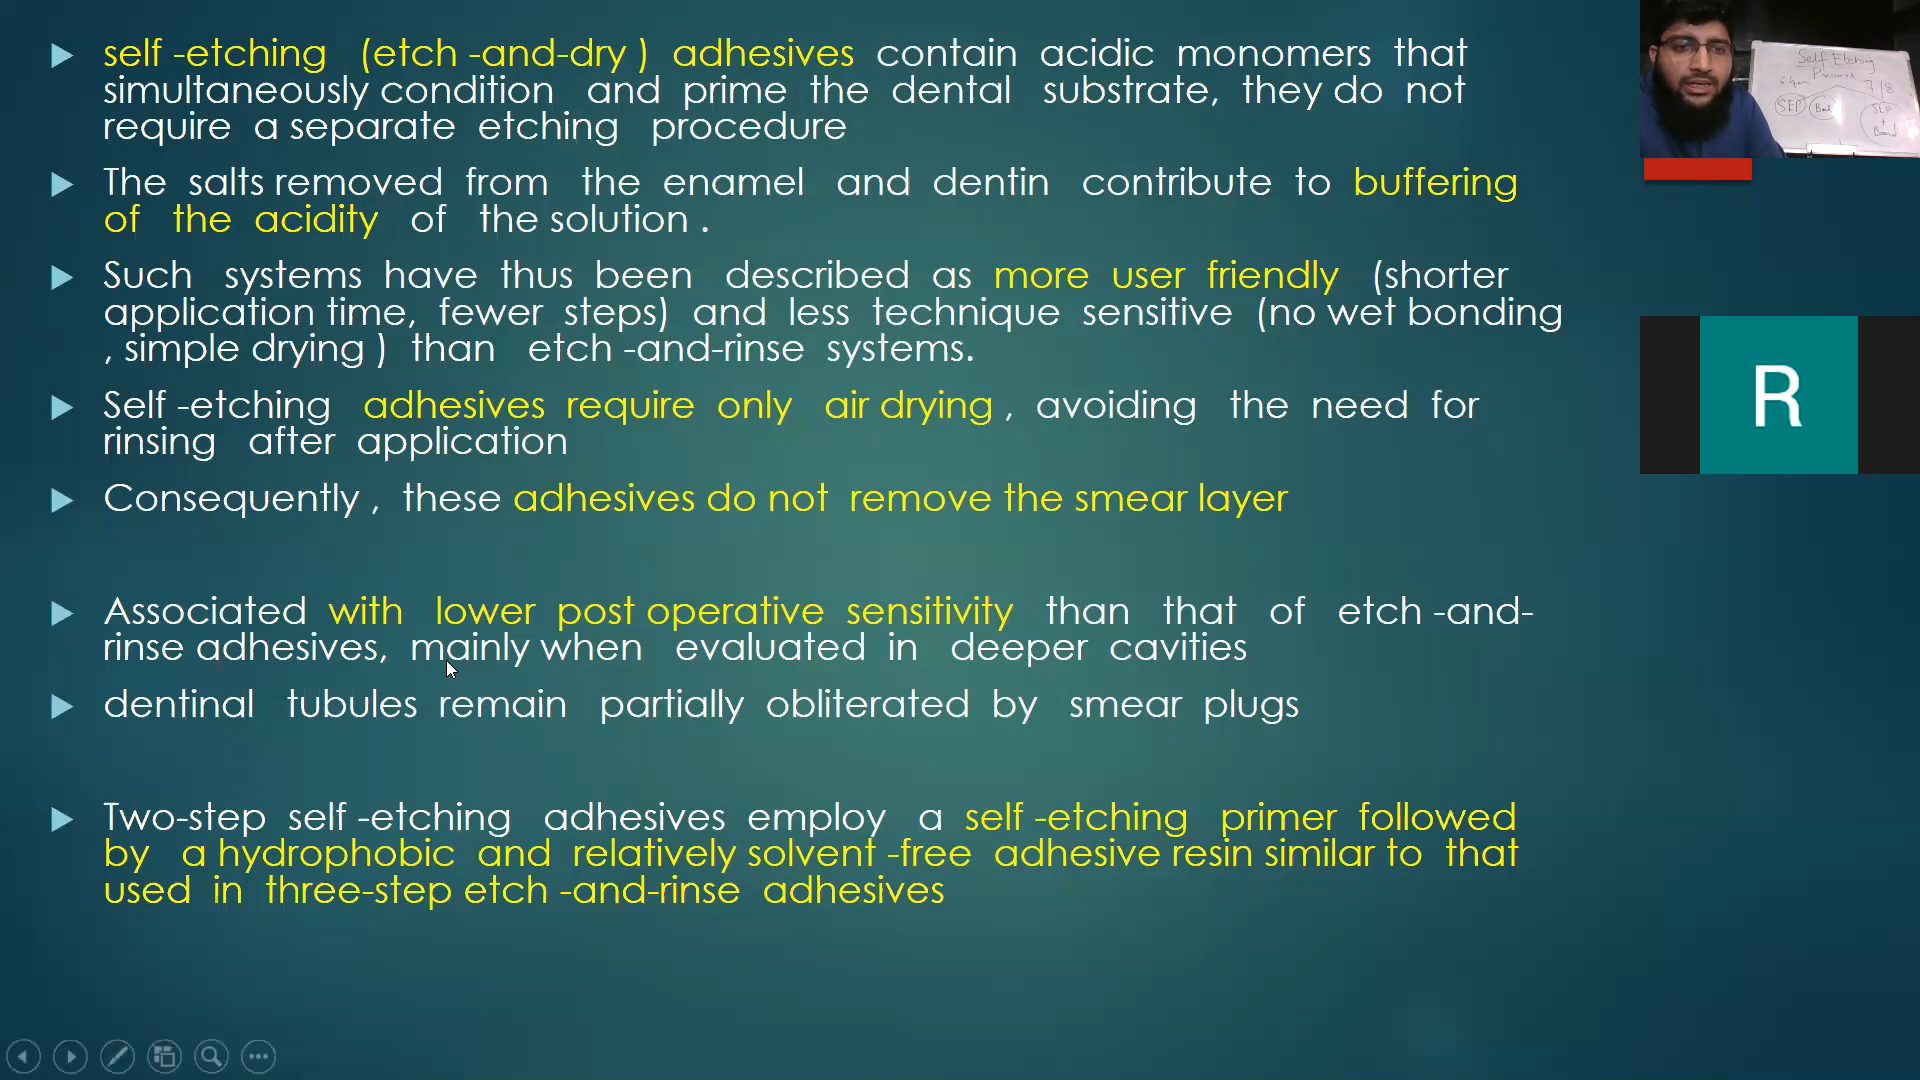 self -etching (etch -and-dry ) adhesives contain acidic monomers that
simultaneously condition and prime the dental substrate, they do not
require a separate etching procedure
The salts removed from the enamel and dentin contribute to buffering
of the acidity of the solution .
Such systems have thus been described as more user friendly (shorter
application time, fewer steps) and less technique sensitive (no wet bonding
, simple drying ) than etch -and-rinse systems.
Self -etching adhesives require only air drying , avoiding the need for
rinsing after application
Consequently , these adhesives do not remove the smear layer
Associated with lower post operative sensitivity than that of etch -and-
rinse adhesives, mainly when evaluated in deeper cavities
dentinal tubules remain partially obliterated by smear plugs
Two-step self -etching adhesives employ a self -etching primer followed
by a hydrophobic and relatively solvent -free adhesive resin similar to that
used in three-step etch -and-rinse adhesives
Self Etching
7/8
SEP
SEP
+
Bond
R